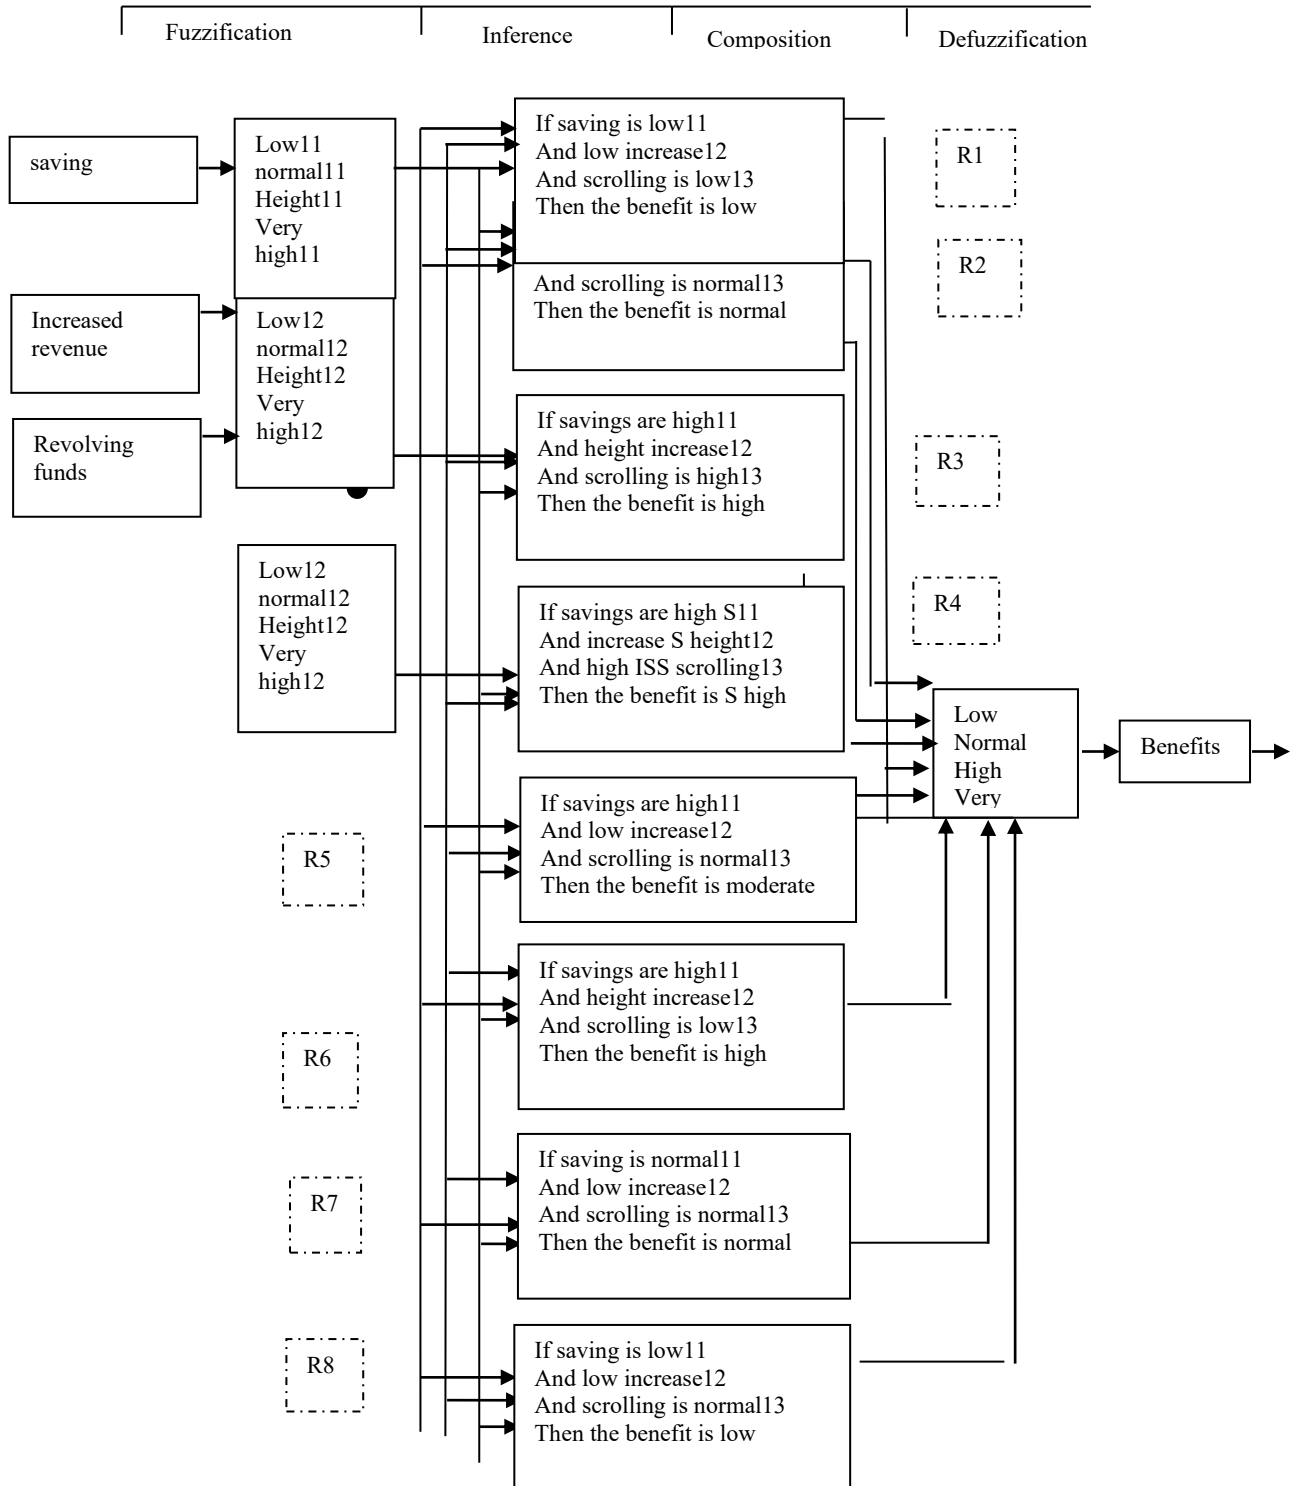 Fuzzification
Inference
Composition
Defuzzification
saving
Low11
normal11
Height11
Very
high11
Increased
revenue
Low12
normal12
Height12
Very
high12
Revolving
funds
Low12
normal12
Height12
Very
high12
If saving is low11
And low increase12
And scrolling is low13
Then the benefit is low
R1
And scrolling is normal13
Then the benefit is normal
R2
If savings are high11
And height increase12
And scrolling is high13
Then the benefit is high
R3
If savings are high S11
And increase S height12
And high ISS scrolling13
Then the benefit is S high
R4
Low
Normal
High
Very
Benefits
R5
If savings are high11
And low increase12
And scrolling is normal13
Then the benefit is moderate
R6
If savings are high11
And height increase12
And scrolling is low13
Then the benefit is high
R7
If saving is normal11
And low increase12
And scrolling is normal13
Then the benefit is normal
R8
If saving is low11
And low increase12
And scrolling is normal13
Then the benefit is low